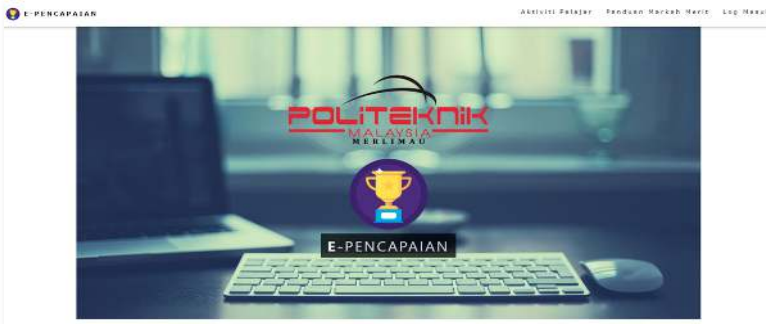 E-PENCAPAIAN
Aktiviti Pelajar Panduan Markah Merit Log Masuk
POLITEKNIK
MALAYSIA
MERLIMAU
E-PENCAPAIAN